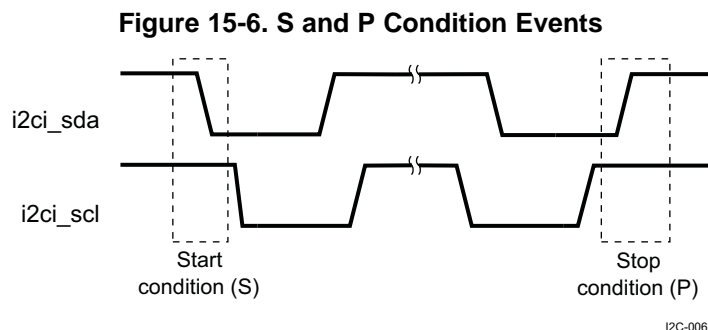 Figure 15-6. S and P Condition Events
i2ci_sda
i2ci_scl
Start
condition (S)
Stop
condition (P)
I2C-006